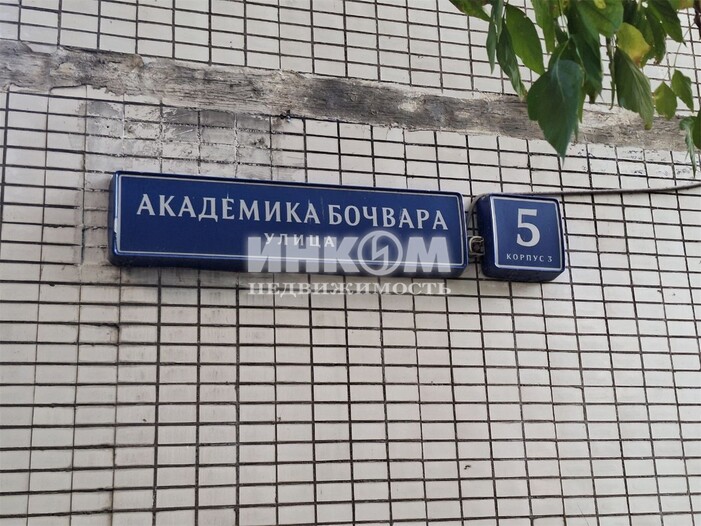 АКАДЕМИКА БОЧВАРА
УЛИЦА
5
КОРПУС 3
ИНКОМ
НЕДВИЖИМОСТЬ